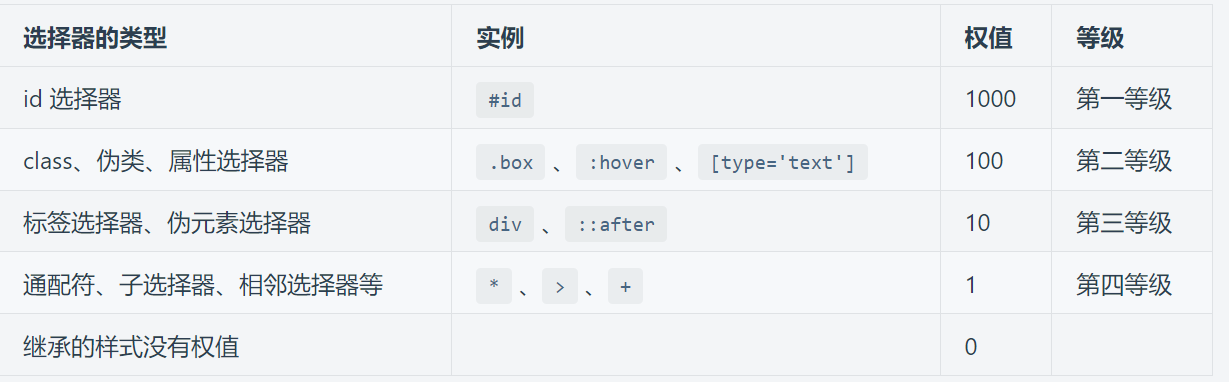 选择器的类型 实例 权值 等级
id 选择器 #id 1000 第一等级
class、伪类、属性选择器 .box 、 :hover 、 [type='text'] 100 第二等级
标签选择器、伪元素选择器 div 、 ::after 10 第三等级
通配符、子选择器、相邻选择器等 * 、 > 、 + 1 第四等级
继承的样式没有权值 0